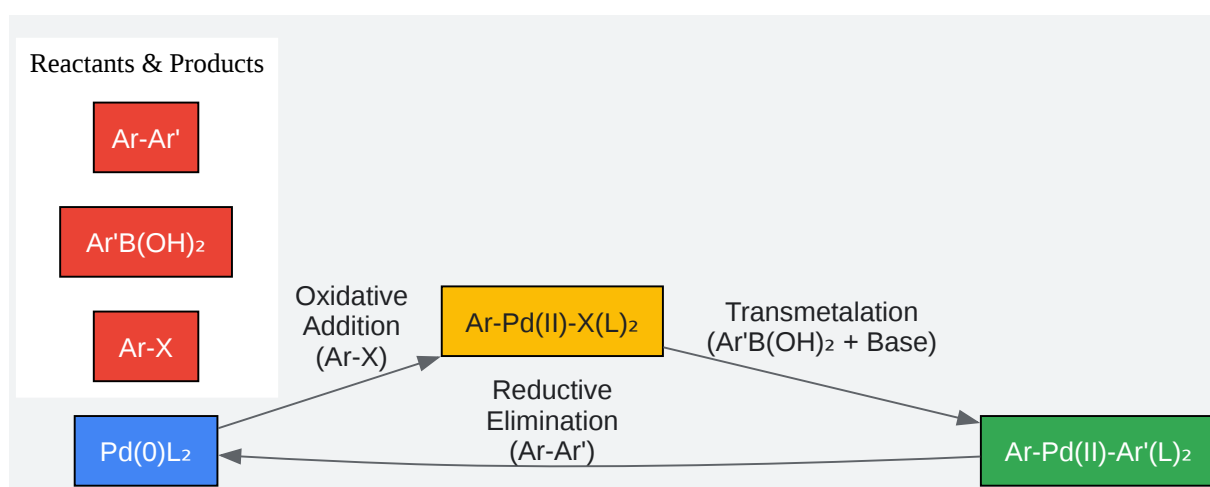 Reactants & Products
Ar-Ar'
Ar'B(OH)₂
Ar-X
Oxidative
Addition
(Ar-X)
Ar-Pd(II)-X(L)₂
Transmetalation
(Ar'B(OH)₂ + Base)
Reductive
Elimination
(Ar-Ar')
Pd(0)L₂
Ar-Pd(II)-Ar'(L)₂